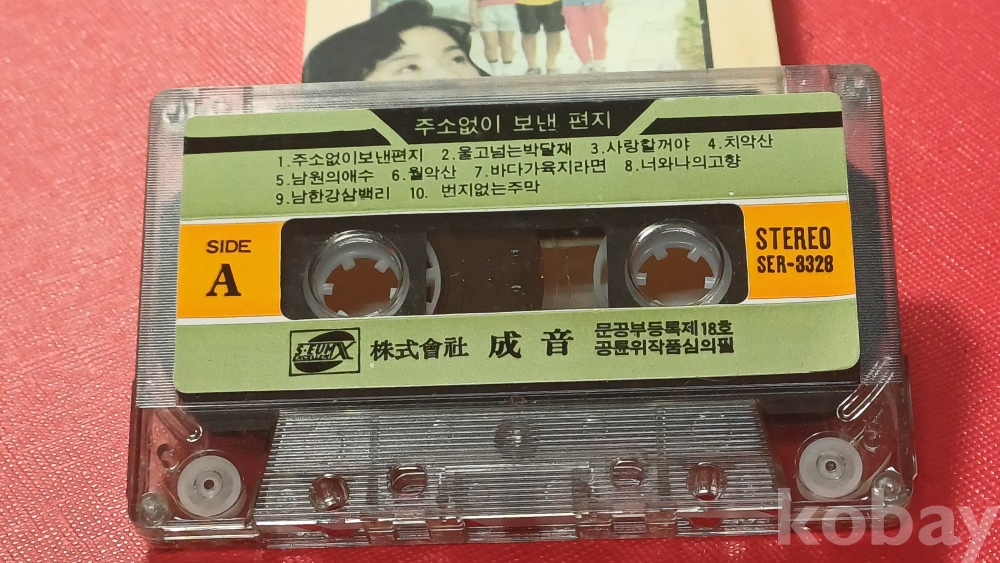 주소없이 보낸 편지
1.주소없이보낸편지 2.울고넘는박달재 3.사랑할꺼야 4.치악산
5.남원의애수 6.월악산 7.바다가육지라면 8.너와나의고향
9.남한강삼백리 10. 번지없는주막
SIDE
A
STEREO
SER-3328
株式會社 成音
문공부등록제18호
공륜위작품심의필
kobay